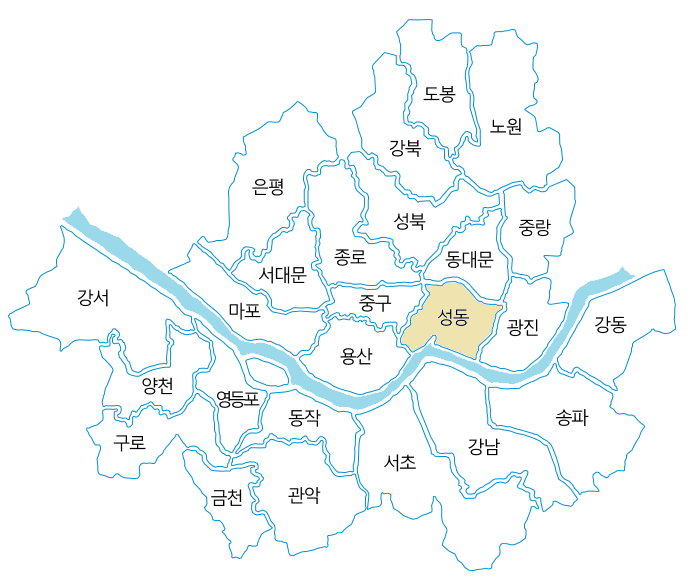 도봉
노원
강북
은평
성북
중랑
종로
동대문
서대문
강서
마포
중구
성동
광진
강동
용산
양천
영등포
동작
송파
구로
강남
서초
금천
관악